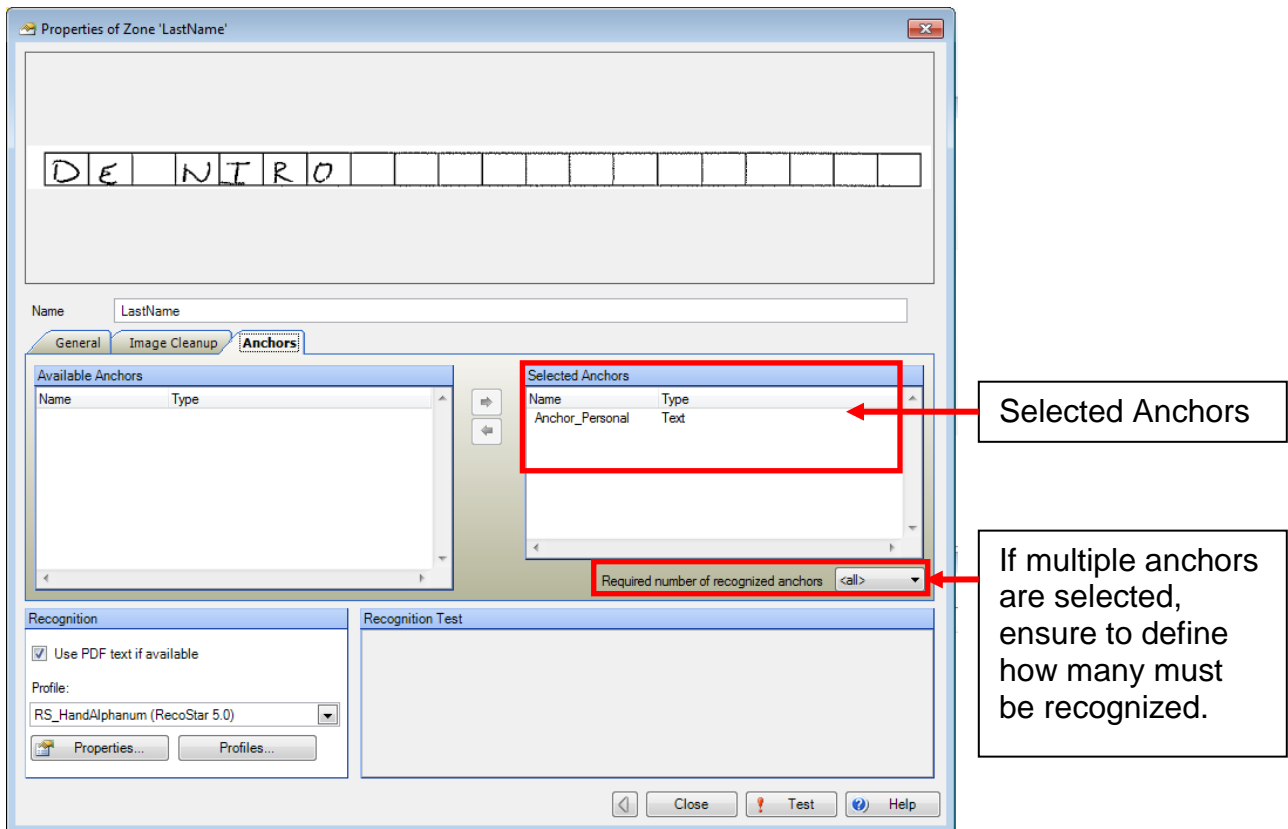 Properties of Zone 'LastName'
DE NIRO
Name LastName
General Image Cleanup Anchors
Available Anchors
Name Type
Selected Anchors
Name Type
Anchor_Personal Text
Selected Anchors
Required number of recognized anchors <all>
If multiple anchors
are selected,
ensure to define
how many must
be recognized.
Recognition
Use PDF text if available
Profile:
RS_HandAlphanum (RecoStar 5.0)
Properties... Profiles...
Recognition Test
Close Test Help